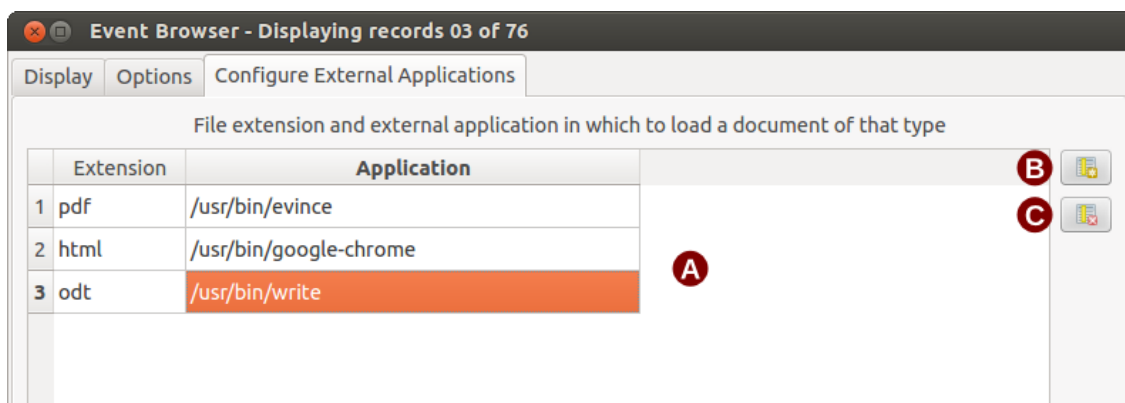 Event Browser - Displaying records 03 of 76
Display Options Configure External Applications
File extension and external application in which to load a document of that type
Extension Application B
1 pdf /usr/bin/evince C
2 html /usr/bin/google-chrome
A
3 odt /usr/bin/write